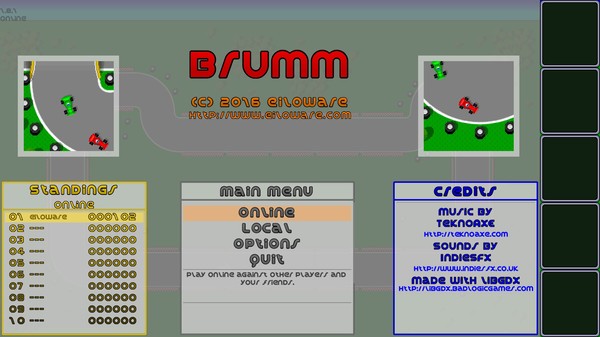 Online
Brumm
(C) 2016 Eiloware
http://www.eiloware.com
Standings
Online
01 Eiloware 000102
02 --- 000000
03 --- 000000
04 --- 000000
05 --- 000000
06 --- 000000
07 --- 000000
08 --- 000000
09 --- 000000
10 --- 000000
Main Menu
Online
Local
Options
Quit
Play online against other players and
your friends.
Credits
Music by
Teknoaxe
http://teknoaxe.com
Sounds by
IndieSFX
http://www.indiesfx.co.uk
Made with libGDX
http://libgdx.badlogicgames.com